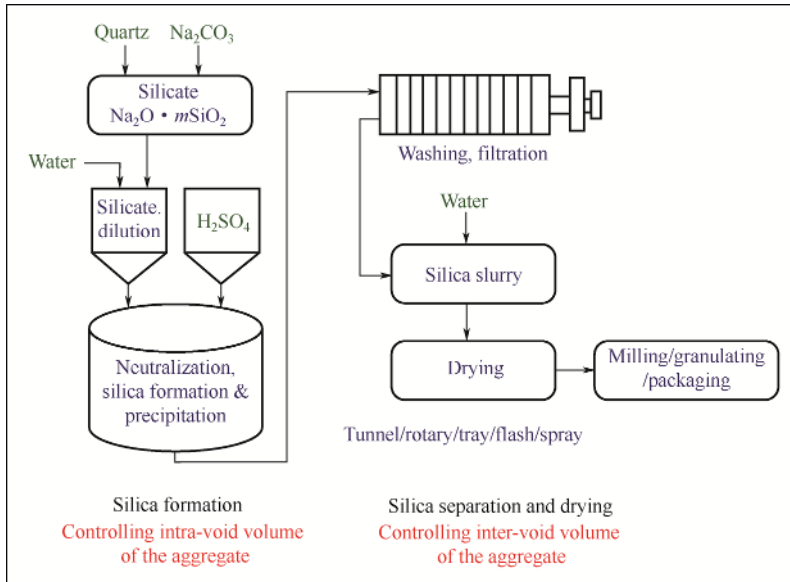 Quartz
Na₂CO₃
Silicate
Na₂O • mSiO₂
Water
Silicate.
dilution
H₂SO₄
Neutralization,
silica formation &
precipitation
Silica formation
Controlling intra-void volume
of the aggregate
Washing, filtration
Water
Silica slurry
Drying
Milling/granulating
/packaging
Tunnel/rotary/tray/flash/spray
Silica separation and drying
Controlling inter-void volume
of the aggregate